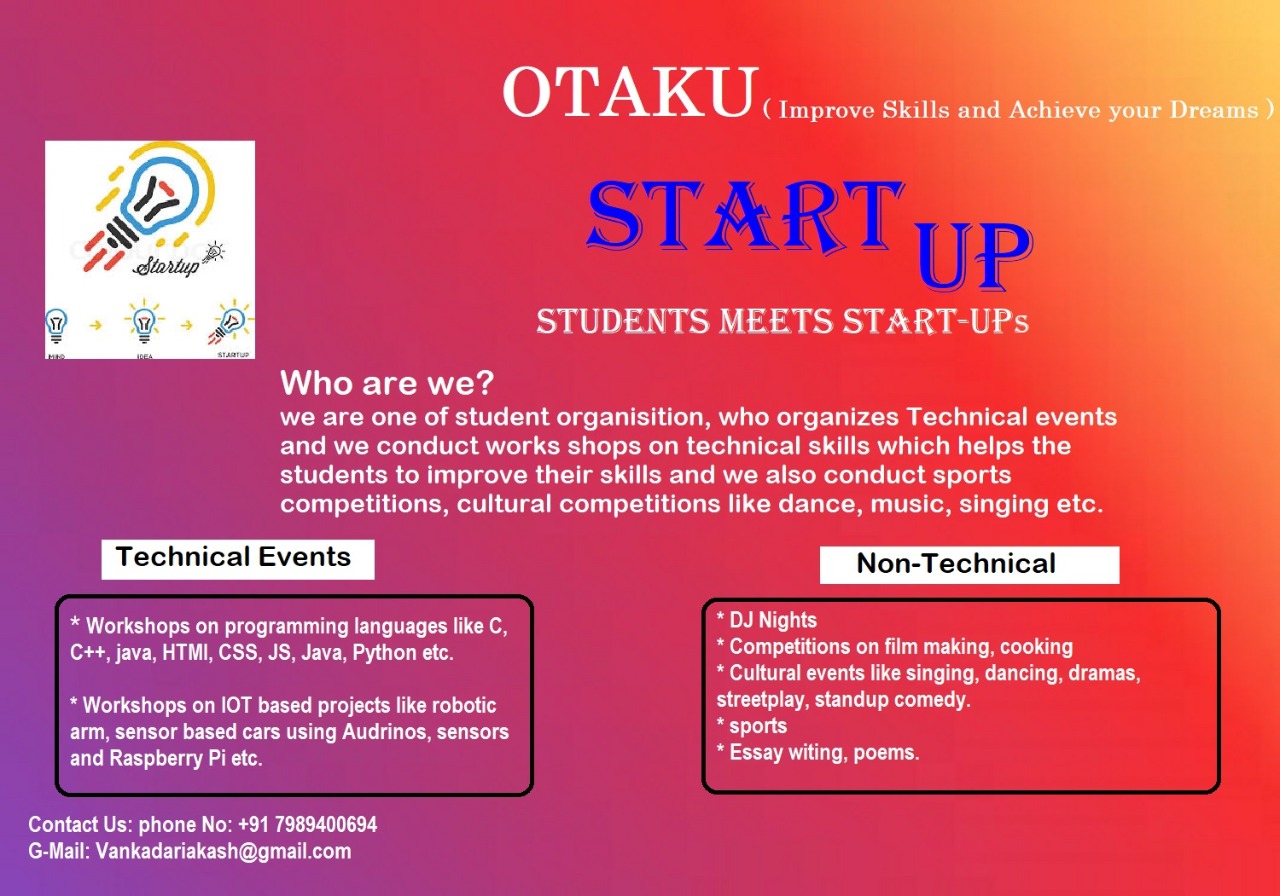 OTAKU ( Improve Skills and Achieve your Dreams )
START UP
STUDENTS MEETS START-UPs
Startup
MIND IDEA STARTUP
Who are we?
we are one of student organisition, who organizes Technical events
and we conduct works shops on technical skills which helps the
students to improve their skills and we also conduct sports
competitions, cultural competitions like dance, music, singing etc.
Technical Events
* Workshops on programming languages like C,
C++, java, HTMl, CSS, JS, Java, Python etc.
* Workshops on IOT based projects like robotic
arm, sensor based cars using Audrinos, sensors
and Raspberry Pi etc.
Non-Technical
* DJ Nights
* Competitions on film making, cooking
* Cultural events like singing, dancing, dramas,
streetplay, standup comedy.
* sports
* Essay witing, poems.
Contact Us: phone No: +91 7989400694
G-Mail: Vankadariakash@gmail.com